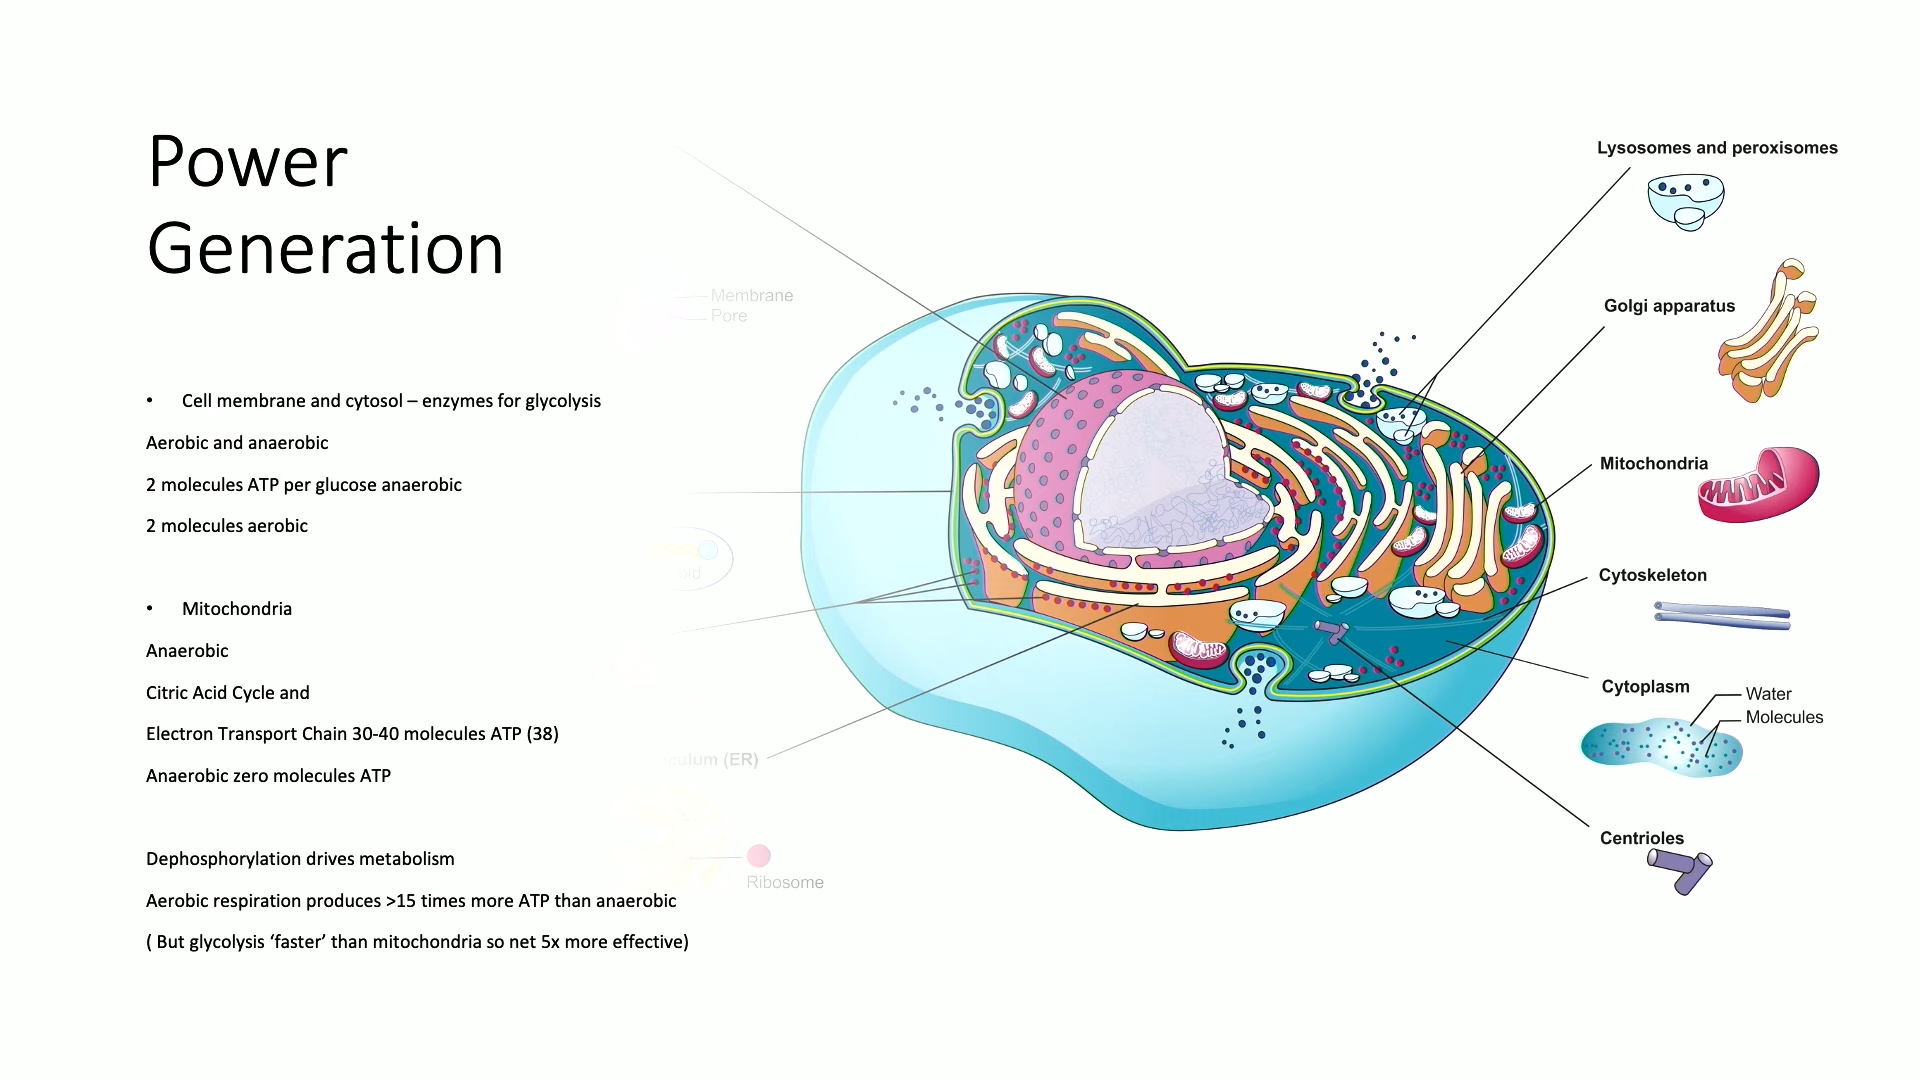 Power
Generation
• Cell membrane and cytosol – enzymes for glycolysis
Aerobic and anaerobic
2 molecules ATP per glucose anaerobic
2 molecules aerobic
• Mitochondria
Anaerobic
Citric Acid Cycle and
Electron Transport Chain 30-40 molecules ATP (38)
Anaerobic zero molecules ATP
Dephosphorylation drives metabolism
Aerobic respiration produces >15 times more ATP than anaerobic
( But glycolysis ‘faster’ than mitochondria so net 5x more effective)
Membrane
Pore
(ER)
Ribosome
Lysosomes and peroxisomes
Golgi apparatus
Mitochondria
Cytoskeleton
Cytoplasm
Water
Molecules
Centrioles